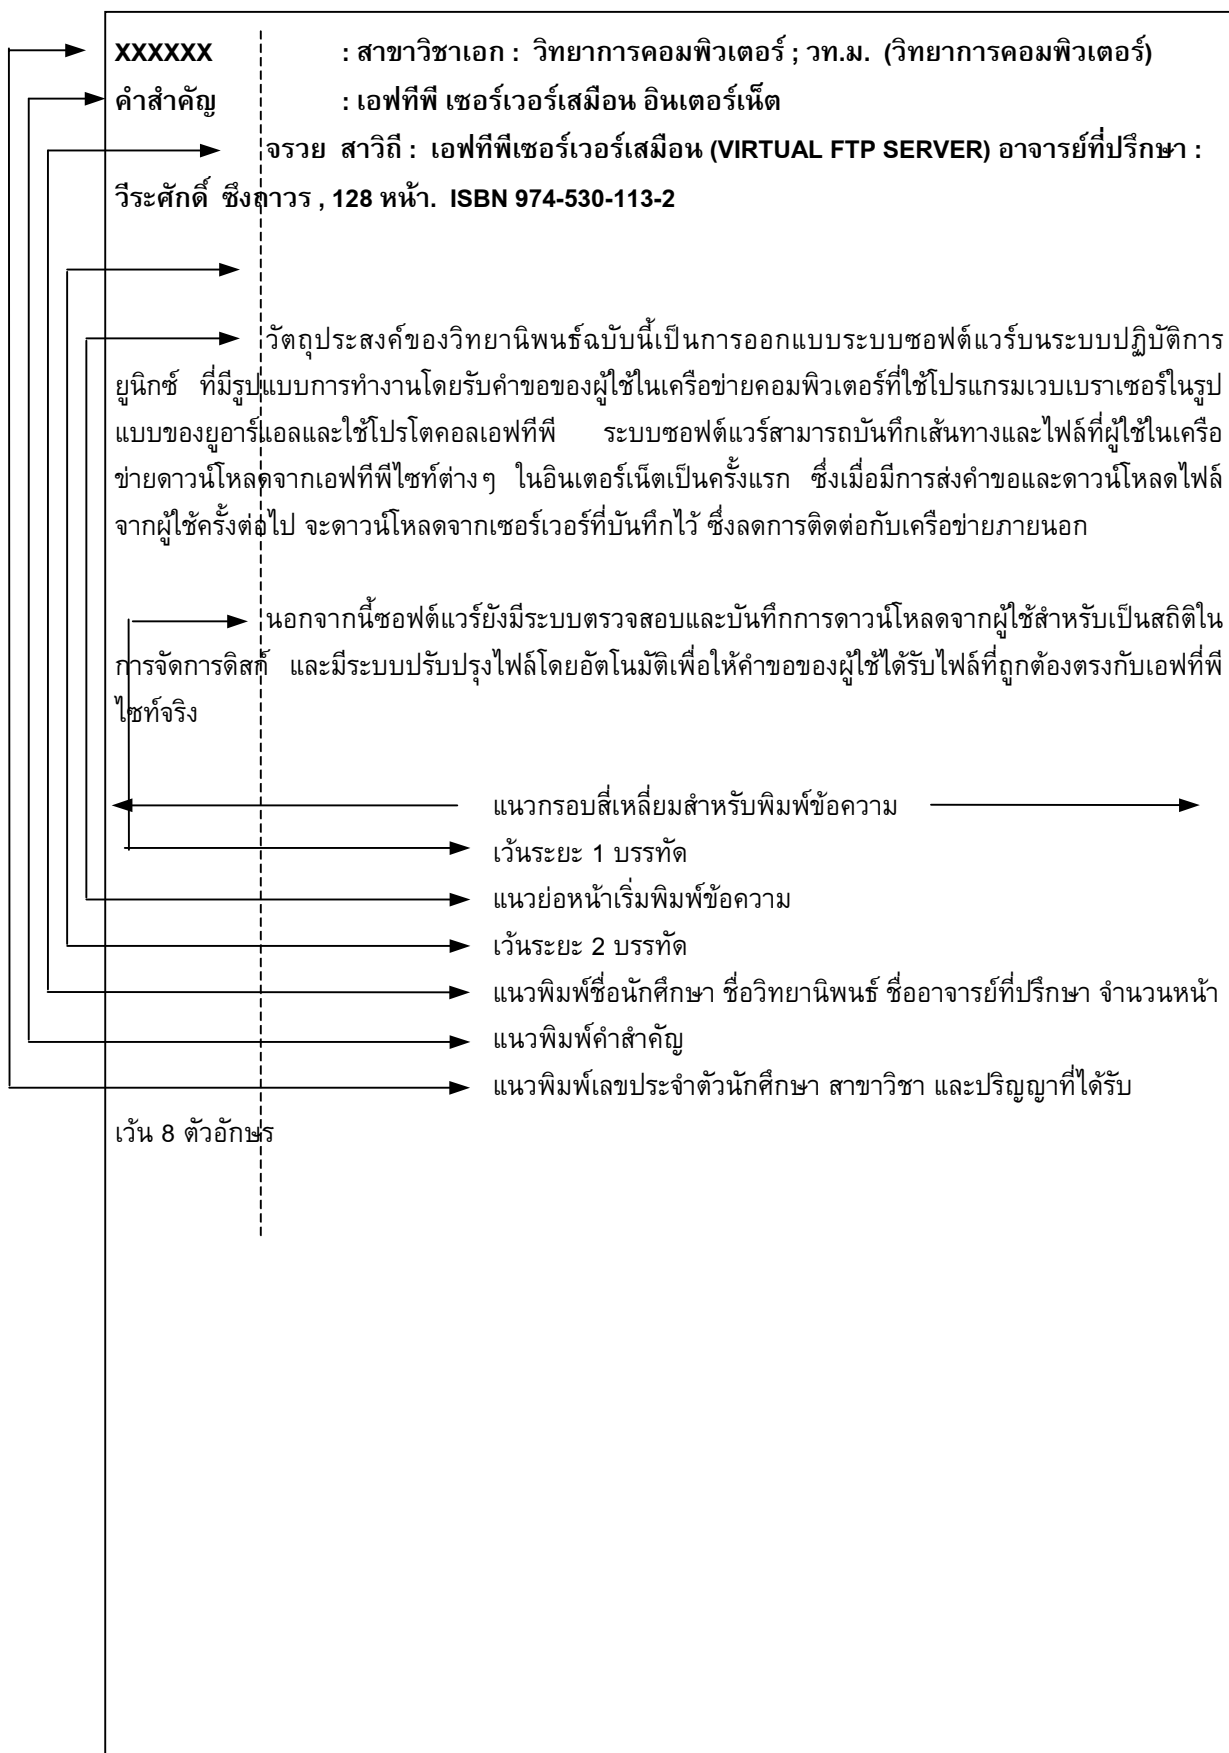 XXXXXX : สาขาวิชาเอก : วิทยาการคอมพิวเตอร์ ; วท.ม. (วิทยาการคอมพิวเตอร์)
คำสำคัญ : เอฟทีพี เซอร์เวอร์เสมือน อินเตอร์เน็ต
จรวย สาวิถี : เอฟทีพีเซอร์เวอร์เสมือน (VIRTUAL FTP SERVER) อาจารย์ที่ปรึกษา :
วีระศักดิ์ ซึงถาวร , 128 หน้า. ISBN 974-530-113-2
วัตถุประสงค์ของวิทยานิพนธ์ฉบับนี้เป็นการออกแบบระบบซอฟต์แวร์บนระบบปฏิบัติการ
ยูนิกซ์ ที่มีรูปแบบการทำงานโดยรับคำขอของผู้ใช้ในเครือข่ายคอมพิวเตอร์ที่ใช้โปรแกรมเวบเบราเซอร์ในรูป
แบบของยูอาร์แอลและใช้โปรโตคอลเอฟทีพี ระบบซอฟต์แวร์สามารถบันทึกเส้นทางและไฟล์ที่ผู้ใช้ในเครือ
ข่ายดาวน์โหลดจากเอฟทีพีไซท์ต่างๆ ในอินเตอร์เน็ตเป็นครั้งแรก ซึ่งเมื่อมีการส่งคำขอและดาวน์โหลดไฟล์
จากผู้ใช้ครั้งต่อไป จะดาวน์โหลดจากเซอร์เวอร์ที่บันทึกไว้ ซึ่งลดการติดต่อกับเครือข่ายภายนอก
นอกจากนี้ซอฟต์แวร์ยังมีระบบตรวจสอบและบันทึกการดาวน์โหลดจากผู้ใช้สำหรับเป็นสถิติใน
การจัดการดิสก์ และมีระบบปรับปรุงไฟล์โดยอัตโนมัติเพื่อให้คำขอของผู้ใช้ได้รับไฟล์ที่ถูกต้องตรงกับเอฟที่พี
ไซท์จริง
แนวกรอบสี่เหลี่ยมสำหรับพิมพ์ข้อความ
เว้นระยะ 1 บรรทัด
แนวย่อหน้าเริ่มพิมพ์ข้อความ
เว้นระยะ 2 บรรทัด
แนวพิมพ์ชื่อนักศึกษา ชื่อวิทยานิพนธ์ ชื่ออาจารย์ที่ปรึกษา จำนวนหน้า
แนวพิมพ์คำสำคัญ
แนวพิมพ์เลขประจำตัวนักศึกษา สาขาวิชา และปริญญาที่ได้รับ
เว้น 8 ตัวอักษร